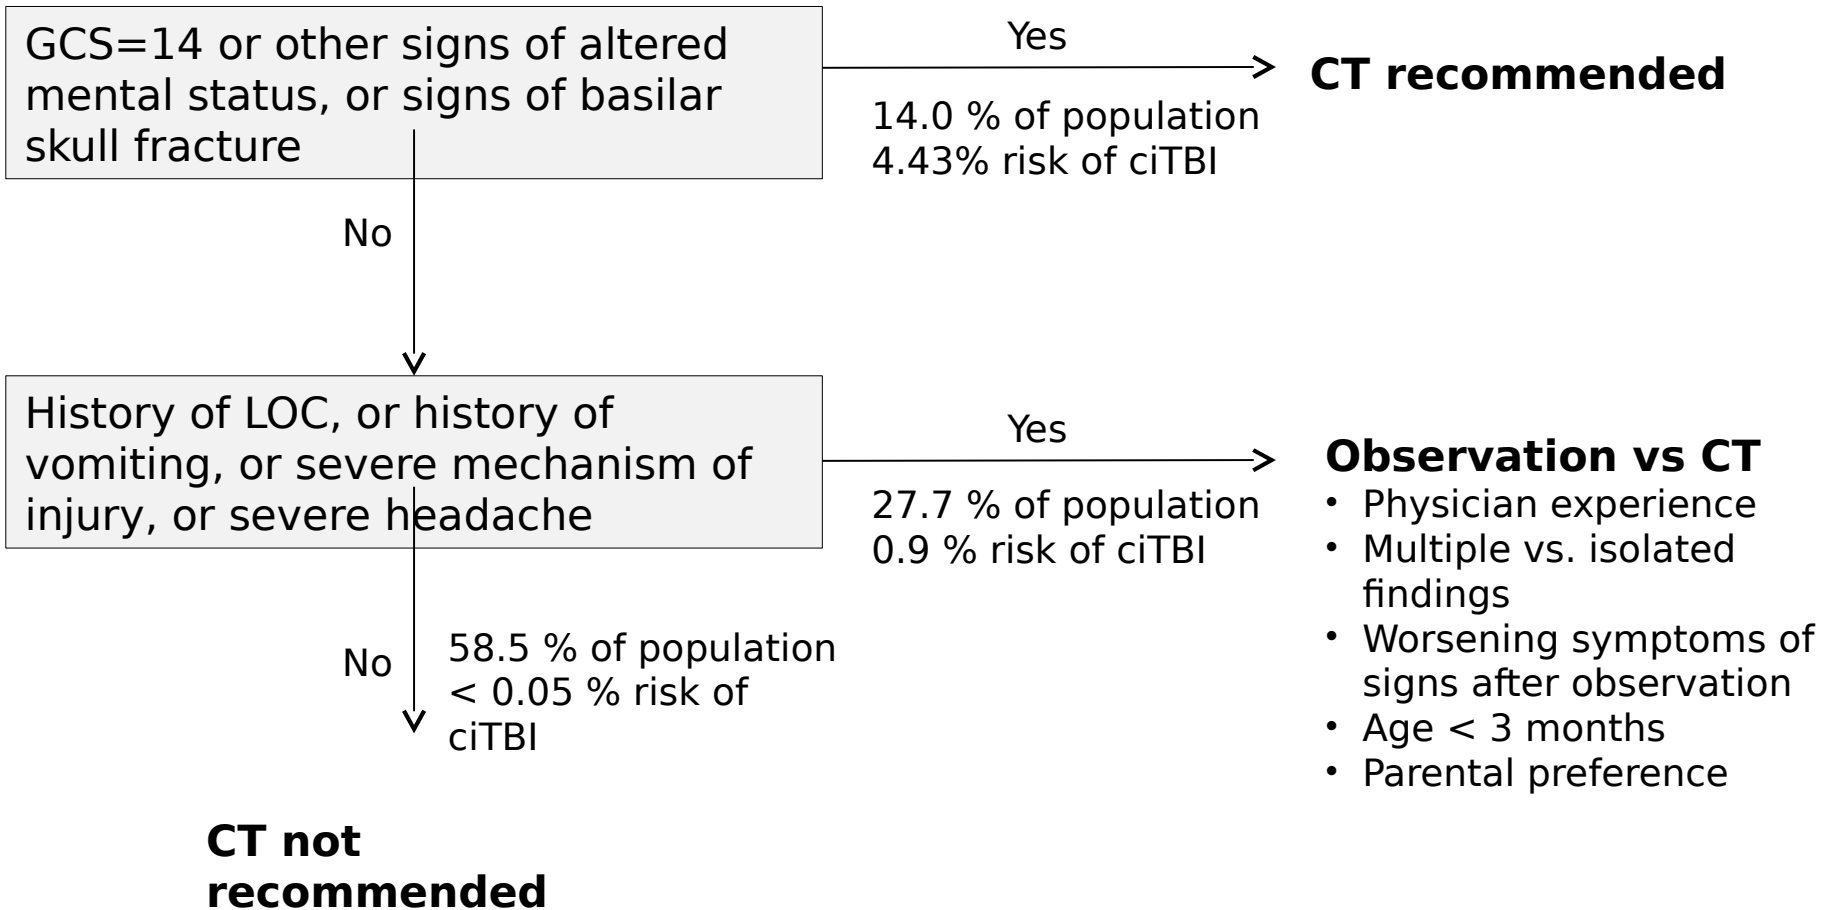 GCS=14 or other signs of altered
mental status, or signs of basilar
skull fracture
Yes
14.0 % of population
4.43% risk of ciTBI
CT recommended
No
History of LOC, or history of
vomiting, or severe mechanism of
injury, or severe headache
Yes
27.7 % of population
0.9 % risk of ciTBI
Observation vs CT
• Physician experience
• Multiple vs. isolated
findings
• Worsening symptoms of
signs after observation
• Age < 3 months
• Parental preference
No
58.5 % of population
< 0.05 % risk of
ciTBI
CT not
recommended